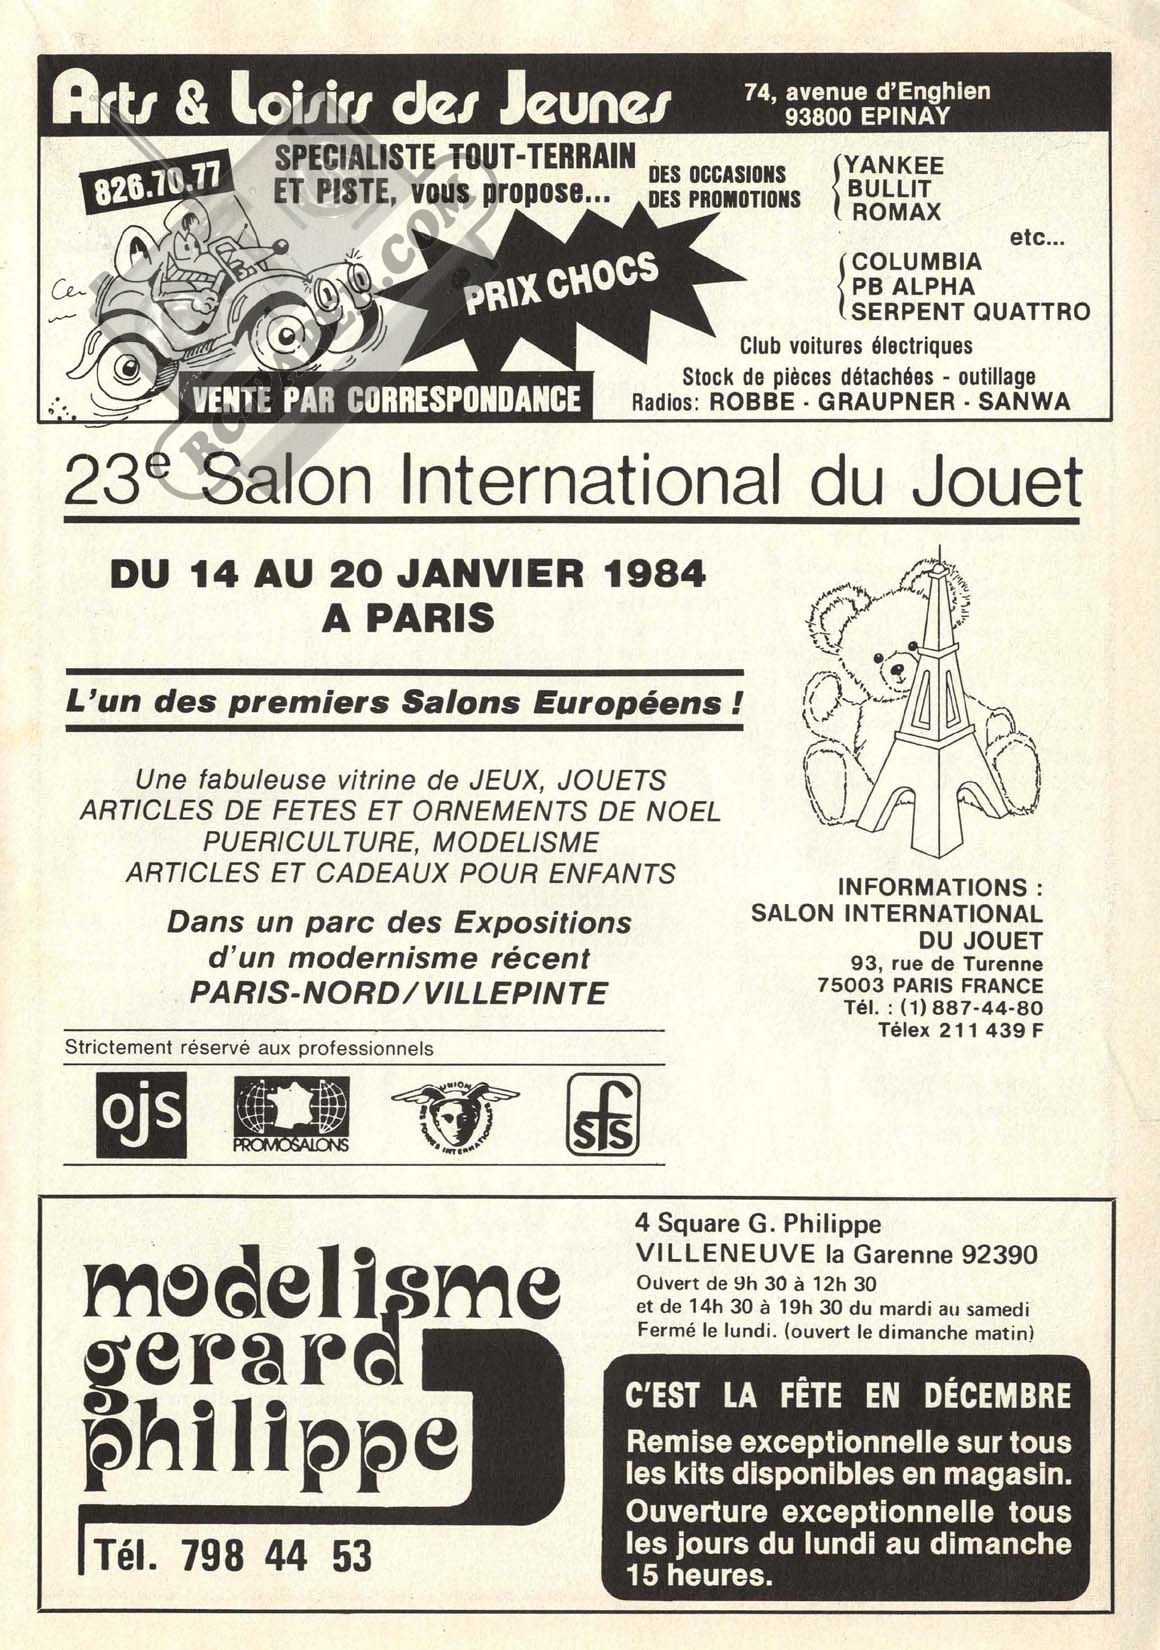 Arts & Loisirs des Jeunes
74, avenue d'Enghien
93800 EPINAY
826.70.77
SPECIALISTE TOUT-TERRAIN
ET PISTE, vous propose...
DES OCCASIONS
DES PROMOTIONS
YANKEE
BULLIT
ROMAX
etc...
COLUMBIA
PB ALPHA
SERPENT QUATTRO
PRIX CHOCS
Club voitures électriques
Stock de pièces détachées - outillage
Radios: ROBBE - GRAUPNER - SANWA
VENTE PAR CORRESPONDANCE
RCPAPER.COM
23e Salon International du Jouet
DU 14 AU 20 JANVIER 1984
A PARIS
L'un des premiers Salons Européens !
Une fabuleuse vitrine de JEUX, JOUETS
ARTICLES DE FETES ET ORNEMENTS DE NOEL
PUERICULTURE, MODELISME
ARTICLES ET CADEAUX POUR ENFANTS
Dans un parc des Expositions
d'un modernisme récent
PARIS-NORD/VILLEPINTE
INFORMATIONS :
SALON INTERNATIONAL
DU JOUET
93, rue de Turenne
75003 PARIS FRANCE
Tél. : (1) 887-44-80
Télex 211 439 F
Strictement réservé aux professionnels
ojs
PROMOSALONS
UNION DES FOIRES INTERNATIONALES
sfs
modelisme
gerard
philippe
Tél. 798 44 53
4 Square G. Philippe
VILLENEUVE la Garenne 92390
Ouvert de 9h 30 à 12h 30
et de 14h 30 à 19h 30 du mardi au samedi
Fermé le lundi. (ouvert le dimanche matin)
C'EST LA FÊTE EN DÉCEMBRE
Remise exceptionnelle sur tous
les kits disponibles en magasin.
Ouverture exceptionnelle tous
les jours du lundi au dimanche
15 heures.